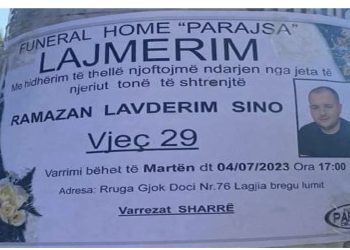 FUNERAL HOME "PARAJSA"
LAJMERIM
Me hidhërim të thellë njoftojmë ndarjen nga jeta të
njeriut tonë të shtrenjtë
RAMAZAN LAVDERIM SINO
Vjeç 29
Varrimi bëhet të Martën dt 04/07/2023 Ora 17:00
Adresa: Rruga Gjok Doci Nr.76 Lagjia bregu lumit
Varrezat SHARRË